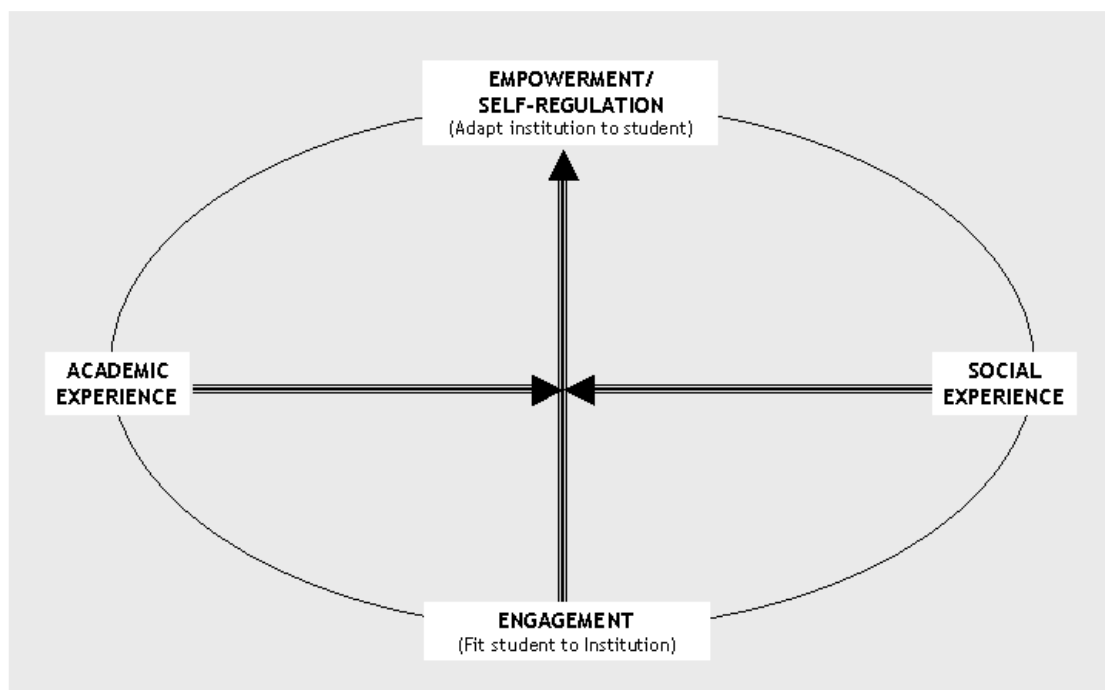 EMPOWERMENT/
SELF-REGULATION
(Adapt institution to student)
ACADEMIC
EXPERIENCE
SOCIAL
EXPERIENCE
ENGAGEMENT
(Fit student to Institution)